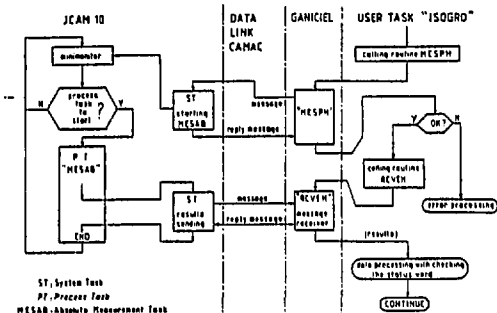 JCAM 10
DATA
LINK
CAMAC
GANICIEL
USER TASK "ISOGRO"
minimonitor
calling routine MESPH
process
task
to
start
?
N
Y
ST
starting
MESAB
message
reply message
"MESPH"
OK?
Y
N
P T
"MESAB"
calling
routine
RCVEM
ST
results
sending
message
reply message
"RCVEM"
message
receiver
error processing
END
(results)
data processing with checking
the status word
CONTINUE
ST: System Task
PT: Process Task
MESAB: Absolute Measurement Task